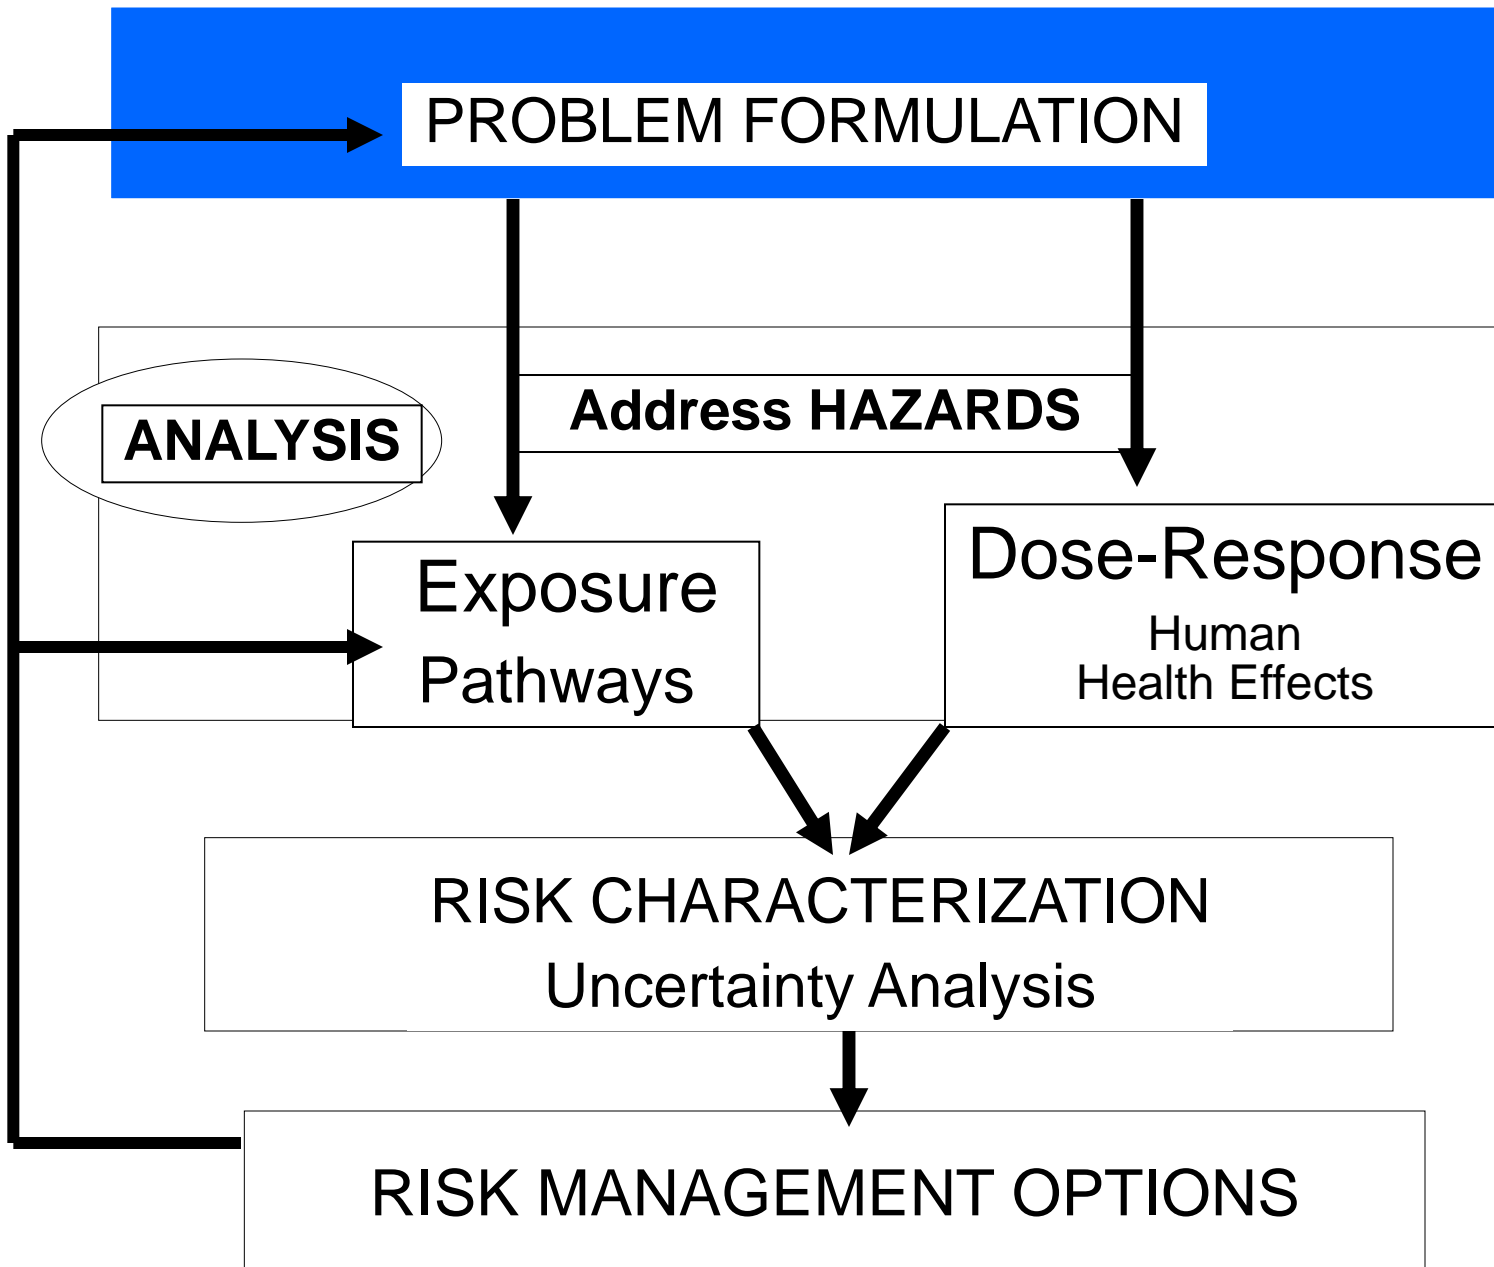 PROBLEM FORMULATION
Address HAZARDS
ANALYSIS
Exposure
Pathways
Dose-Response
Human
Health Effects
RISK CHARACTERIZATION
Uncertainty Analysis
RISK MANAGEMENT OPTIONS